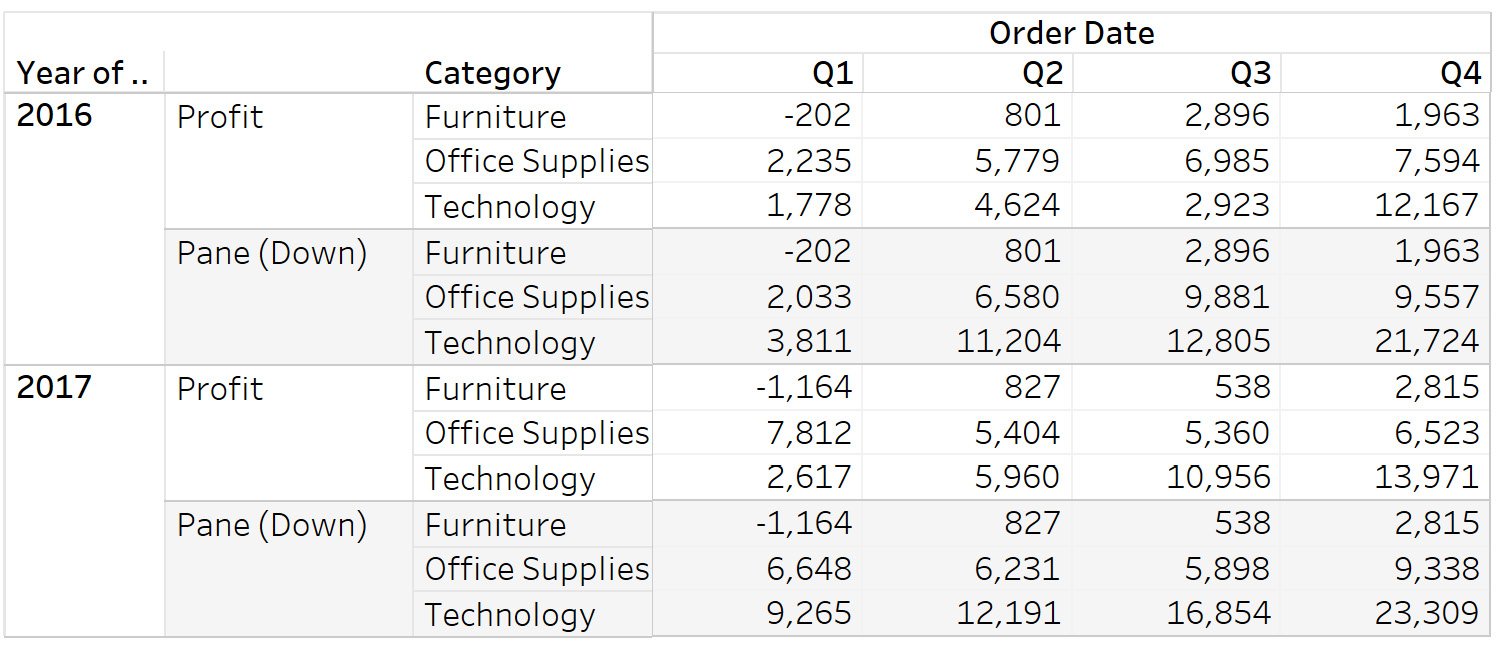 Order Date
Year of .. Category Q1 Q2 Q3 Q4
2016 Profit Furniture -202 801 2,896 1,963
Office Supplies 2,235 5,779 6,985 7,594
Technology 1,778 4,624 2,923 12,167
Pane (Down) Furniture -202 801 2,896 1,963
Office Supplies 2,033 6,580 9,881 9,557
Technology 3,811 11,204 12,805 21,724
2017 Profit Furniture -1,164 827 538 2,815
Office Supplies 7,812 5,404 5,360 6,523
Technology 2,617 5,960 10,956 13,971
Pane (Down) Furniture -1,164 827 538 2,815
Office Supplies 6,648 6,231 5,898 9,338
Technology 9,265 12,191 16,854 23,309